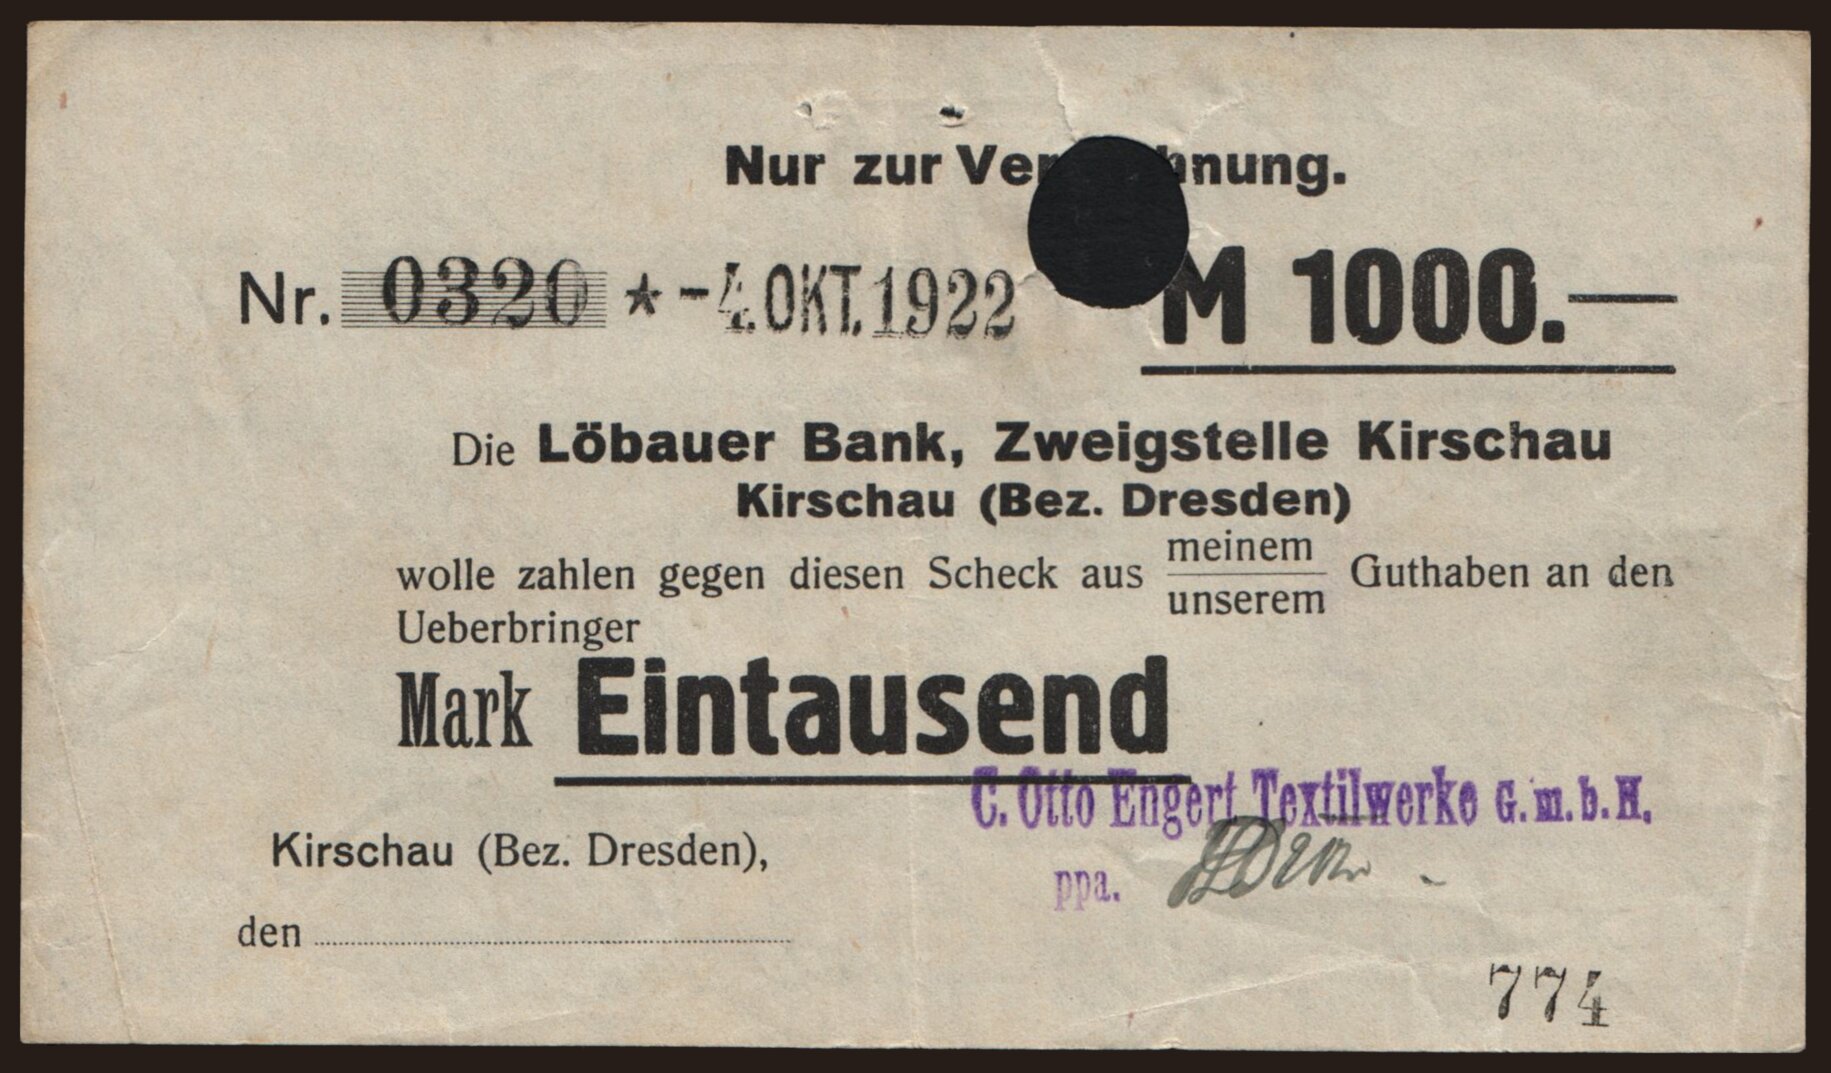 Nur zur Ver hnung.
Nr. 0320 * -4. OKT. 1922 M 1000.—
Die Löbauer Bank, Zweigstelle Kirschau
Kirschau (Bez. Dresden)
meinem
wolle zahlen gegen diesen Scheck aus Guthaben an den
unserem
Ueberbringer
Mark Eintausend
C. Otto Engert Textilwerke G.m.b.H.
Kirschau (Bez. Dresden),
ppa.
den
774